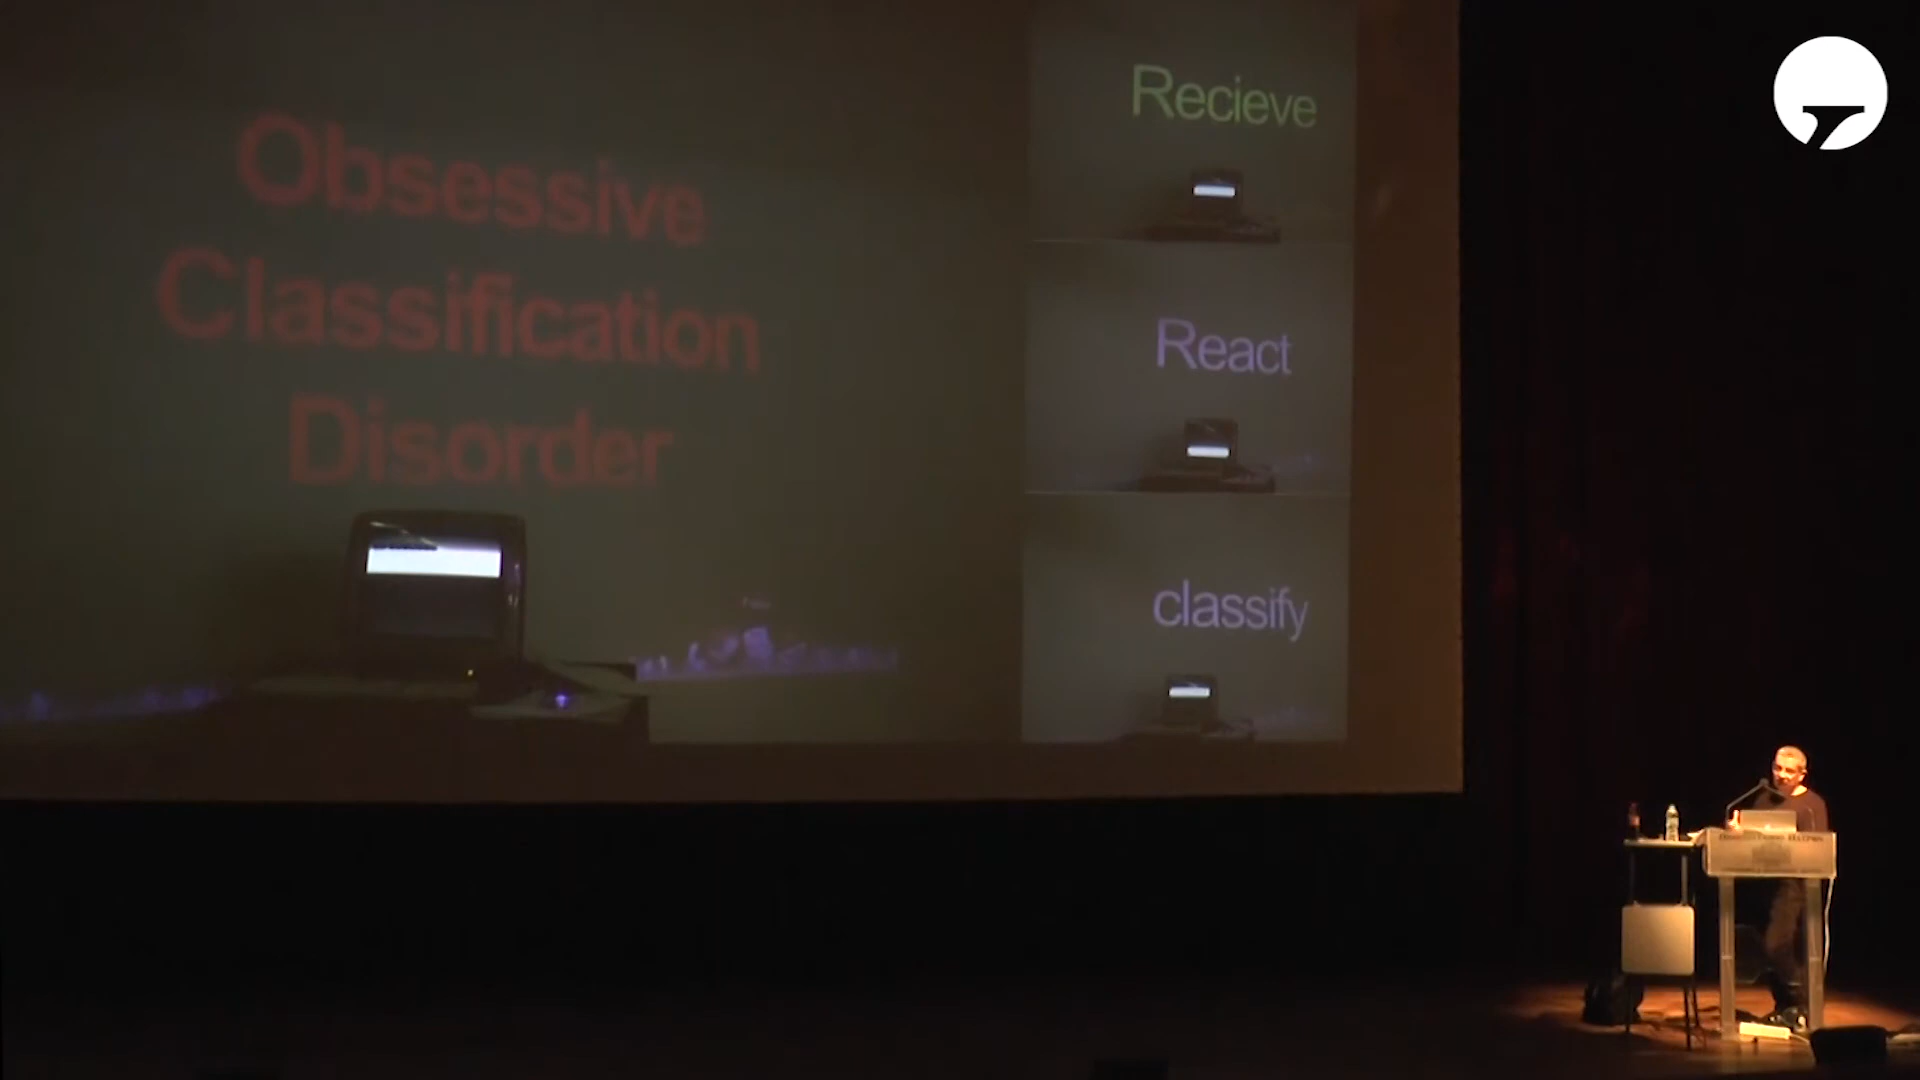 Obsessive
Classification
Disorder
Recieve
React
classify